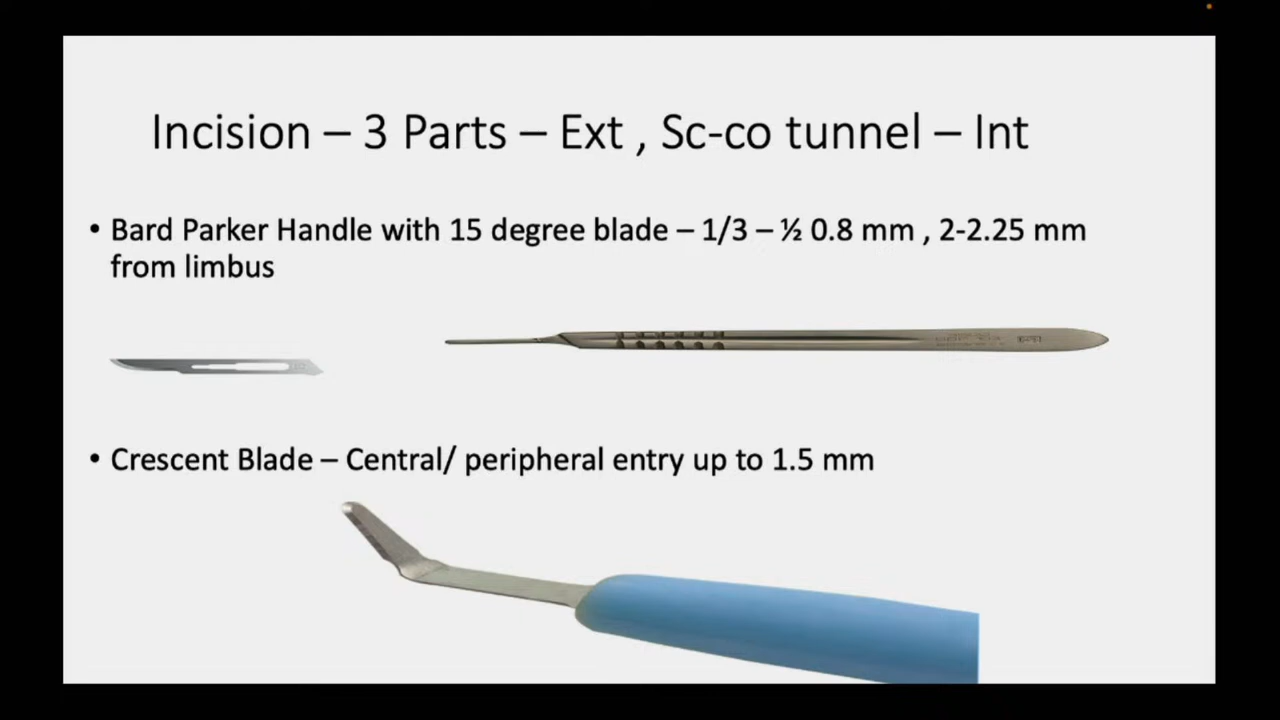 Incision – 3 Parts – Ext , Sc-co tunnel – Int
• Bard Parker Handle with 15 degree blade – 1/3 – ½ 0.8 mm , 2-2.25 mm
from limbus
• Crescent Blade – Central/ peripheral entry up to 1.5 mm